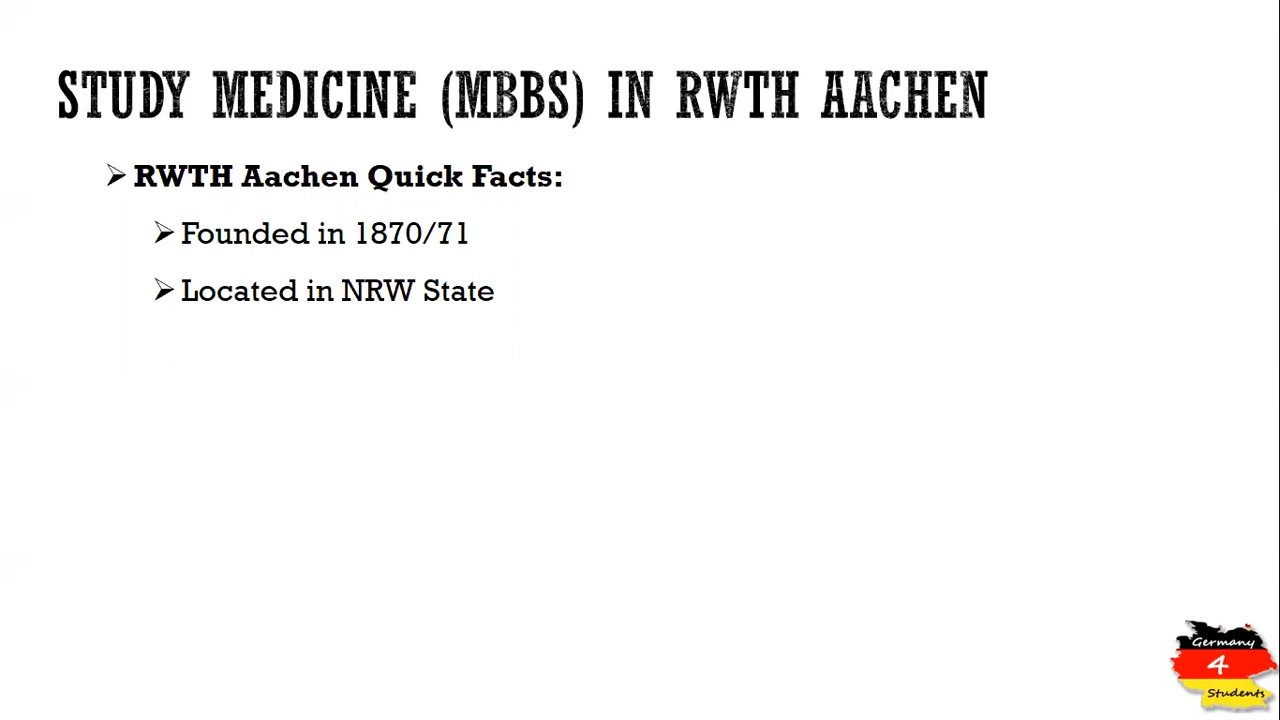 STUDY MEDICINE (MBBS) IN RWTH AACHEN
RWTH Aachen Quick Facts:
Founded in 1870/71
Located in NRW State
Germany
4
Students